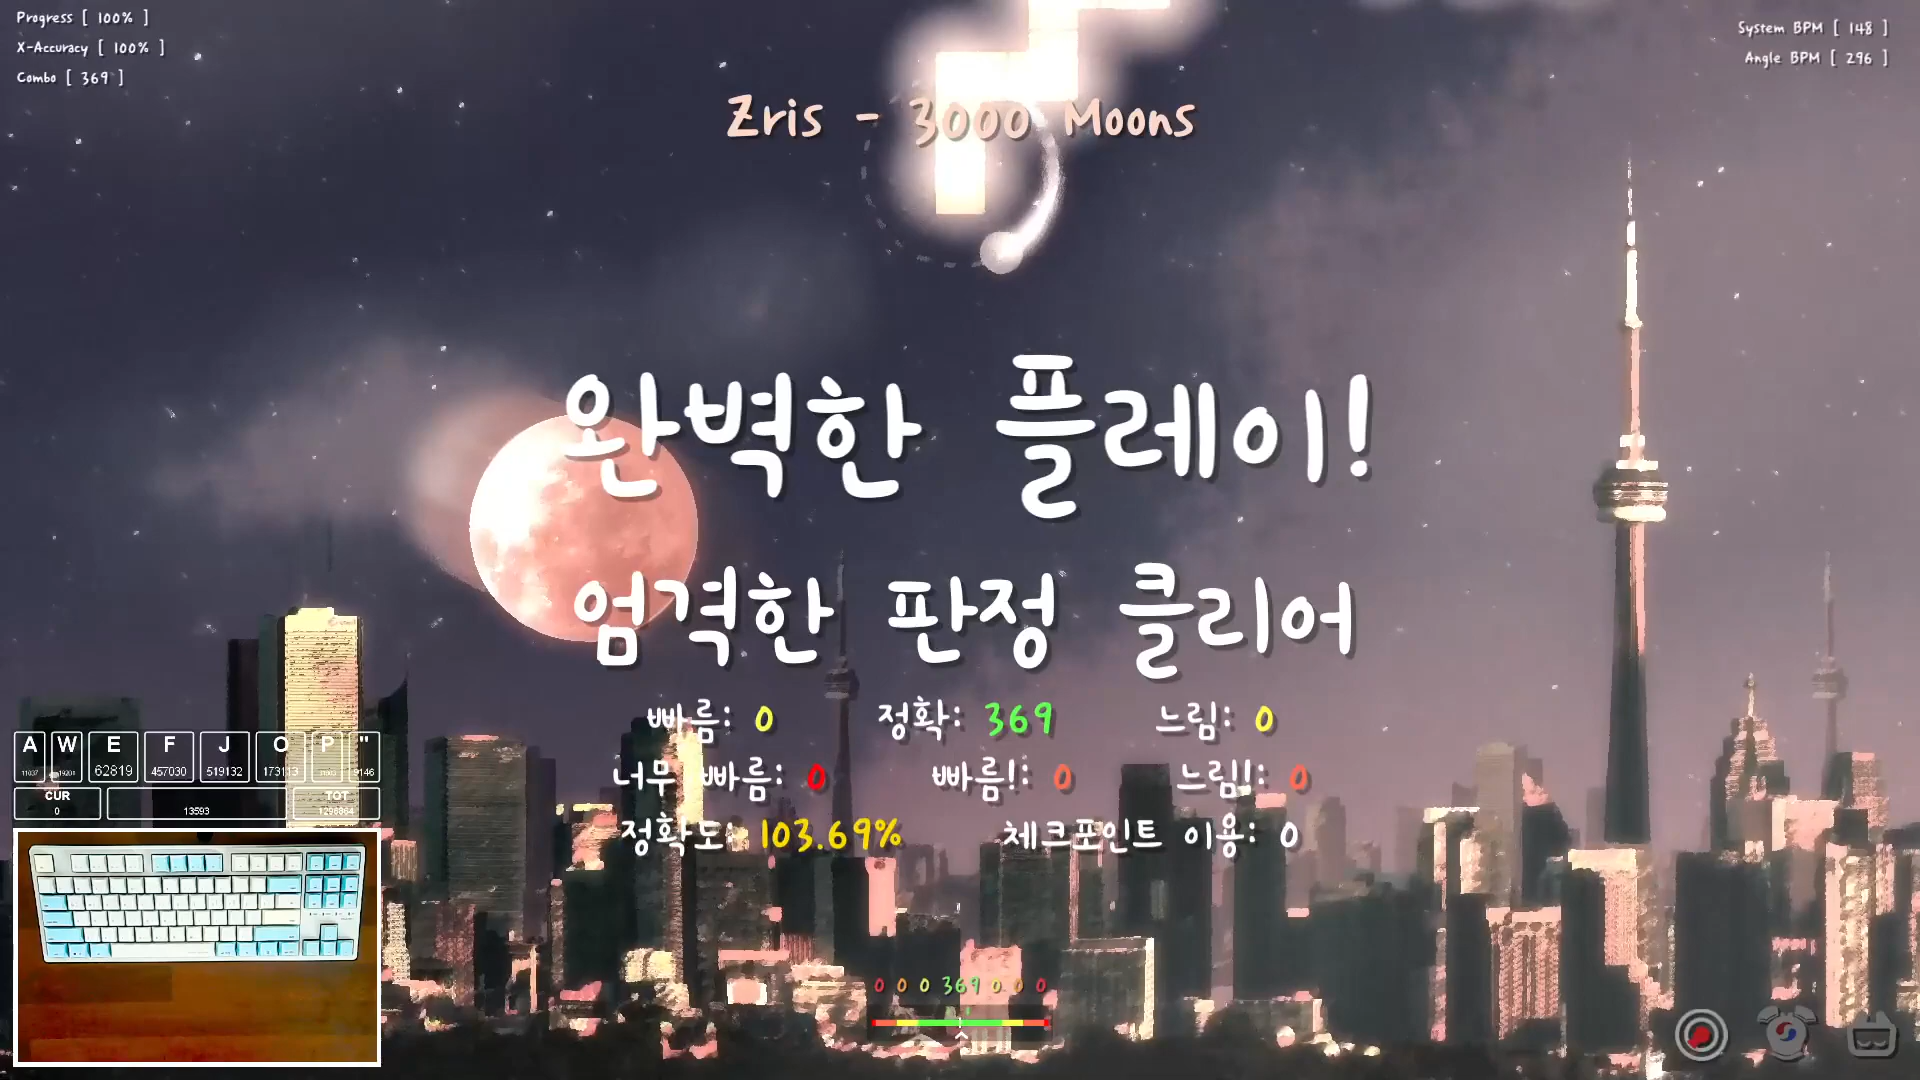 Progress [ 100% ]
X-Accuracy [ 100% ]
Combo [ 369 ]
System BPM [ 148 ]
Angle BPM [ 296 ]
Zris - 3000 Moons
완벽한 플레이!
엄격한 판정 클리어
빠름: 0 정확: 369 느림: 0
너무 빠름: 0 빠름!: 0 느림!: 0
정확도: 103.69% 체크포인트 이용: 0
A W E F J O P "
62819 457030 519132 9146
CUR TOT
0 13593
0 0 0 369 0 0 0